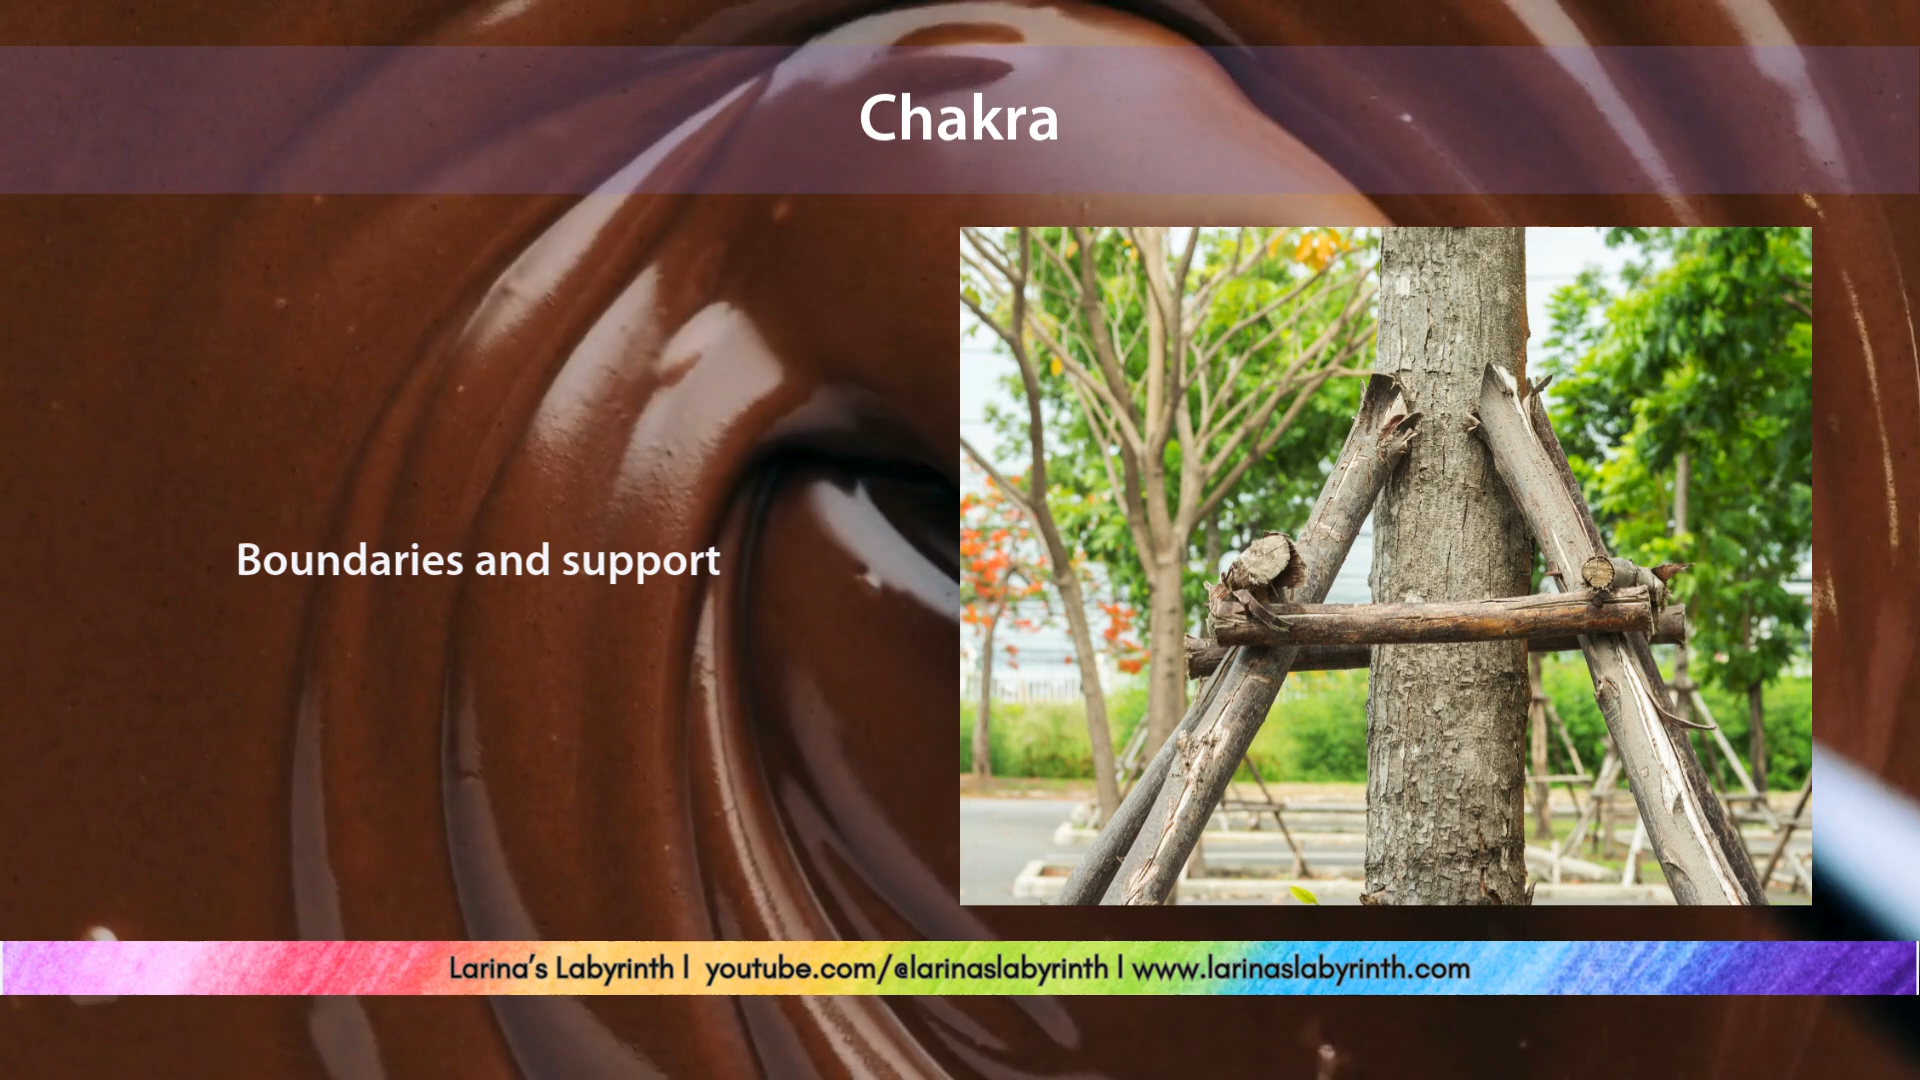 Chakra
Boundaries and support
Larina's Labyrinth | youtube.com/@larinaslabyrinth | www.larinaslabyrinth.com